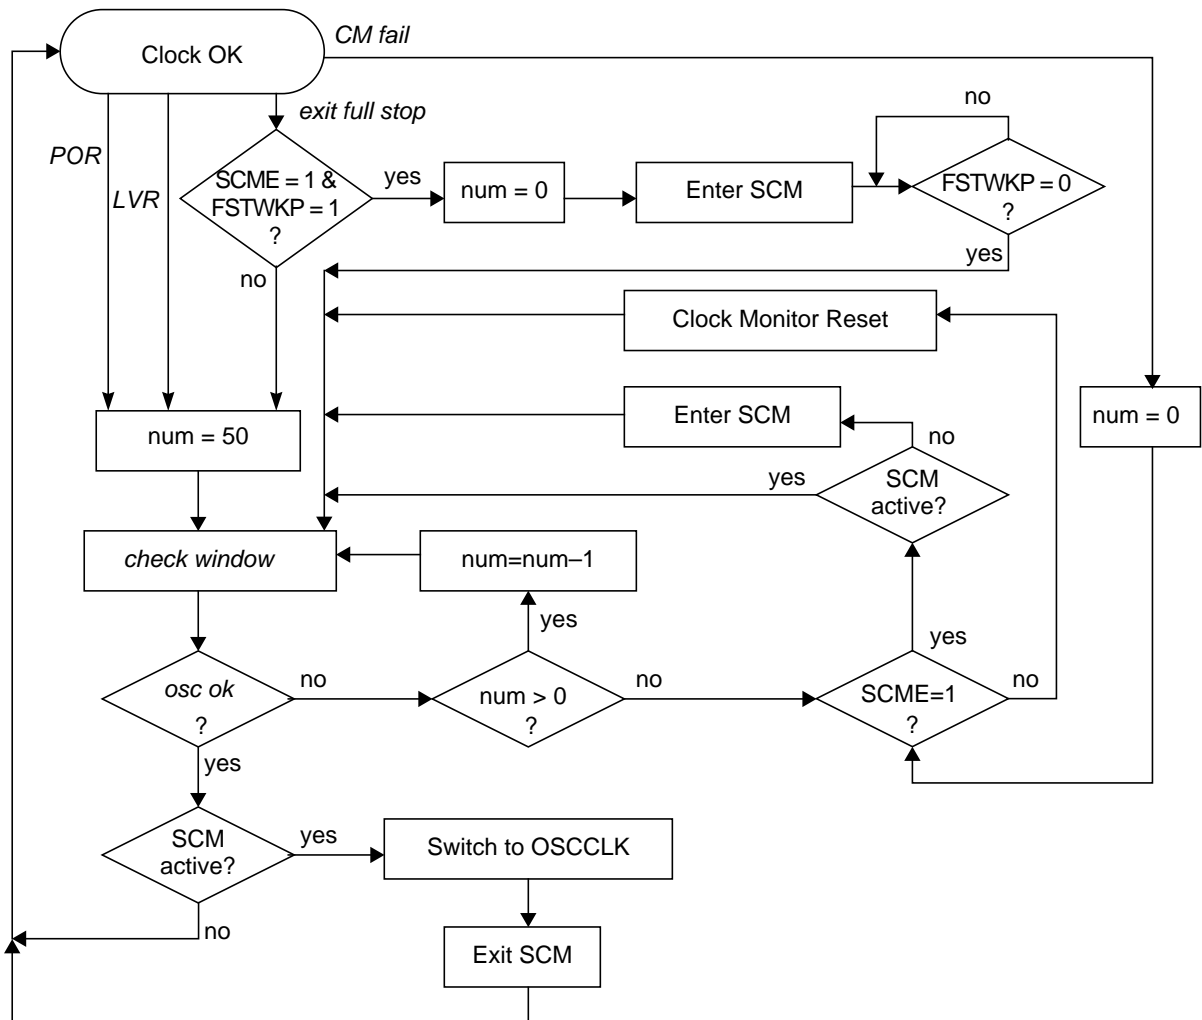 CM fail
Clock OK
exit full stop
no
POR
LVR
SCME = 1 &
FSTWKP = 1
?
yes
num = 0
Enter SCM
FSTWKP = 0
?
no
yes
Clock Monitor Reset
Enter SCM
num = 0
num = 50
no
yes
SCM
active?
check window
num=num–1
yes
yes
osc ok
?
no
num > 0
?
no
SCME=1
?
no
yes
SCM
active?
yes
Switch to OSCCLK
no
Exit SCM